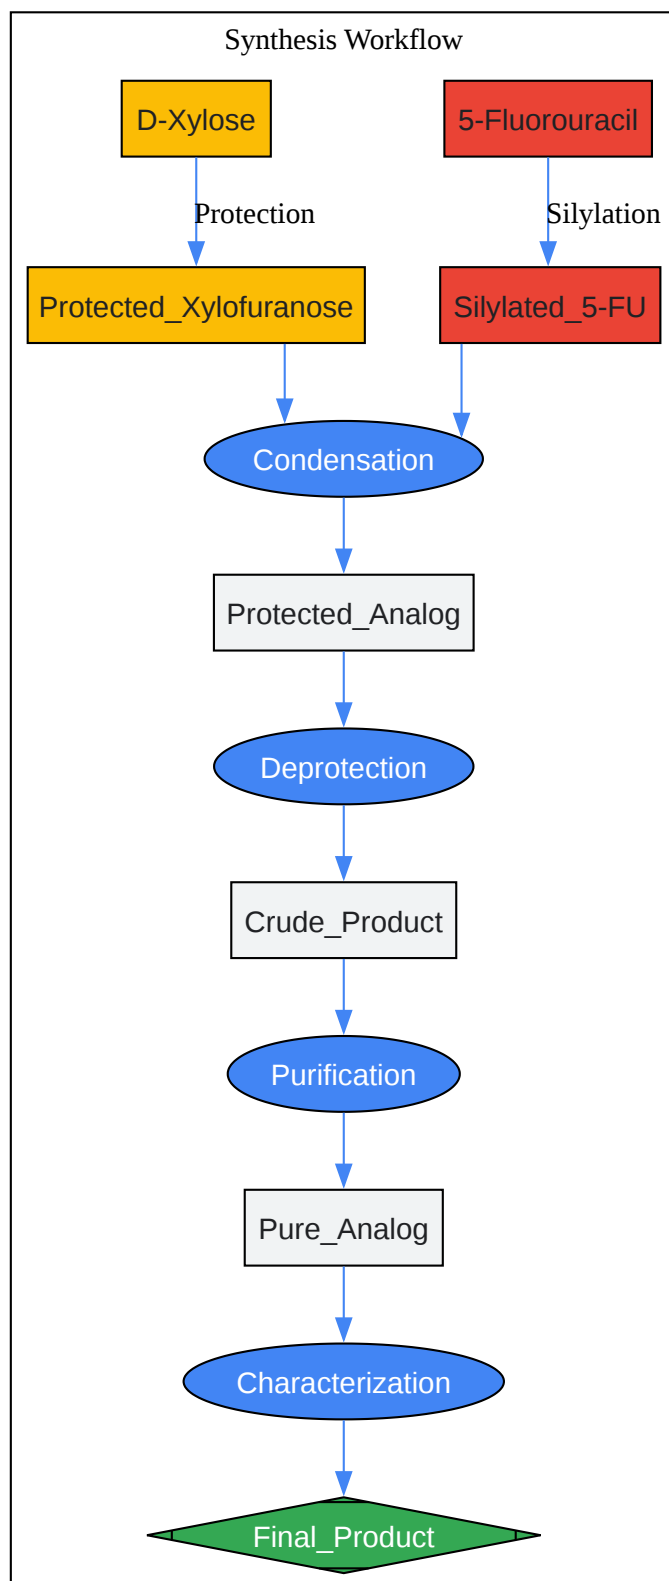 Synthesis Workflow
D-Xylose
5-Fluorouracil
Protection
Silylation
Protected_Xylofuranose
Silylated_5-FU
Condensation
Protected_Analog
Deprotection
Crude_Product
Purification
Pure_Analog
Characterization
Final_Product